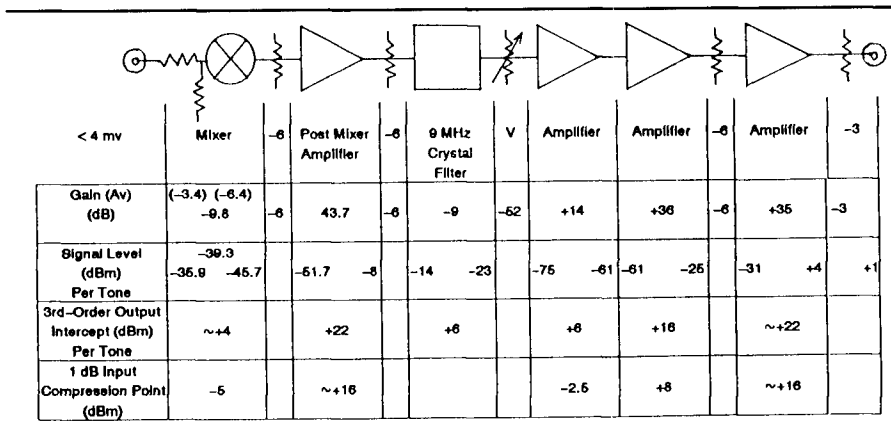 < 4 mv Mixer -6 Post Mixer -6 9 MHz V Amplifier Amplifier -6 Amplifier -3
Amplifier Crystal
Filter
Gain (Av) (-3.4) (-6.4)
(dB) -9.8 -6 43.7 -6 -9 -52 +14 +36 -6 +35 -3
Signal Level -39.3
(dBm) -35.9 -45.7 -51.7 -8 -14 -23 -75 -61 -61 -25 -31 +4 +1
Per Tone
3rd-Order Output
Intercept (dBm) ~+4 +22 +6 +6 +16 ~+22
Per Tone
1 dB Input
Compression Point -5 ~+16 -2.5 +8 ~+16
(dBm)